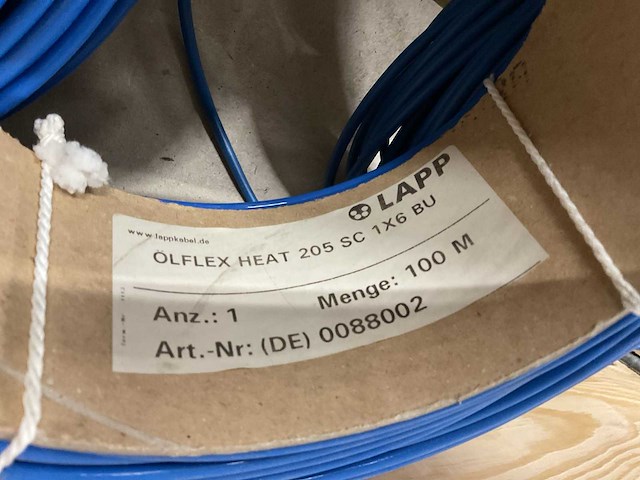 LAPP
www.lappkabel.de
ÖLFLEX HEAT 205 SC 1X6 BU
Anz.: 1 Menge: 100 M
Art.-Nr: (DE) 0088002